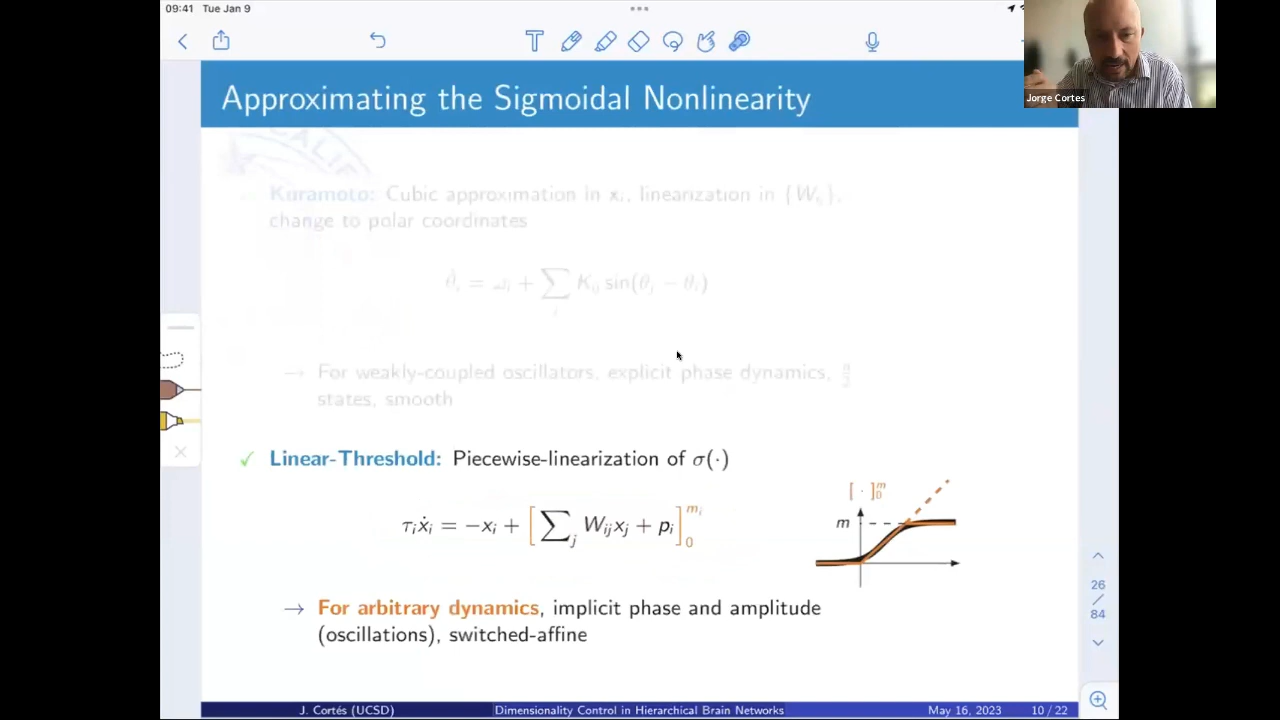 09:41 Tue Jan 9
Jorge Cortes
Approximating the Sigmoidal Nonlinearity
CALIF
Kuramoto: Cubic approximation in xᵢ, linearization in {Wᵢⱼ},
change to polar coordinates
θ̇ᵢ = ωᵢ + ∑ⱼ Kᵢⱼ sin(θⱼ − θᵢ)
→ For weakly-coupled oscillators, explicit phase dynamics,
states, smooth
✓ Linear-Threshold: Piecewise-linearization of σ(·)
[ · ]₀ᵐ
m
τᵢẋᵢ = −xᵢ + [∑ⱼ Wᵢⱼxⱼ + pᵢ]₀ᵐⁱ
→ For arbitrary dynamics, implicit phase and amplitude
(oscillations), switched-affine
26
/
84
J. Cortés (UCSD) Dimensionality Control in Hierarchical Brain Networks May 16, 2023 10 / 22